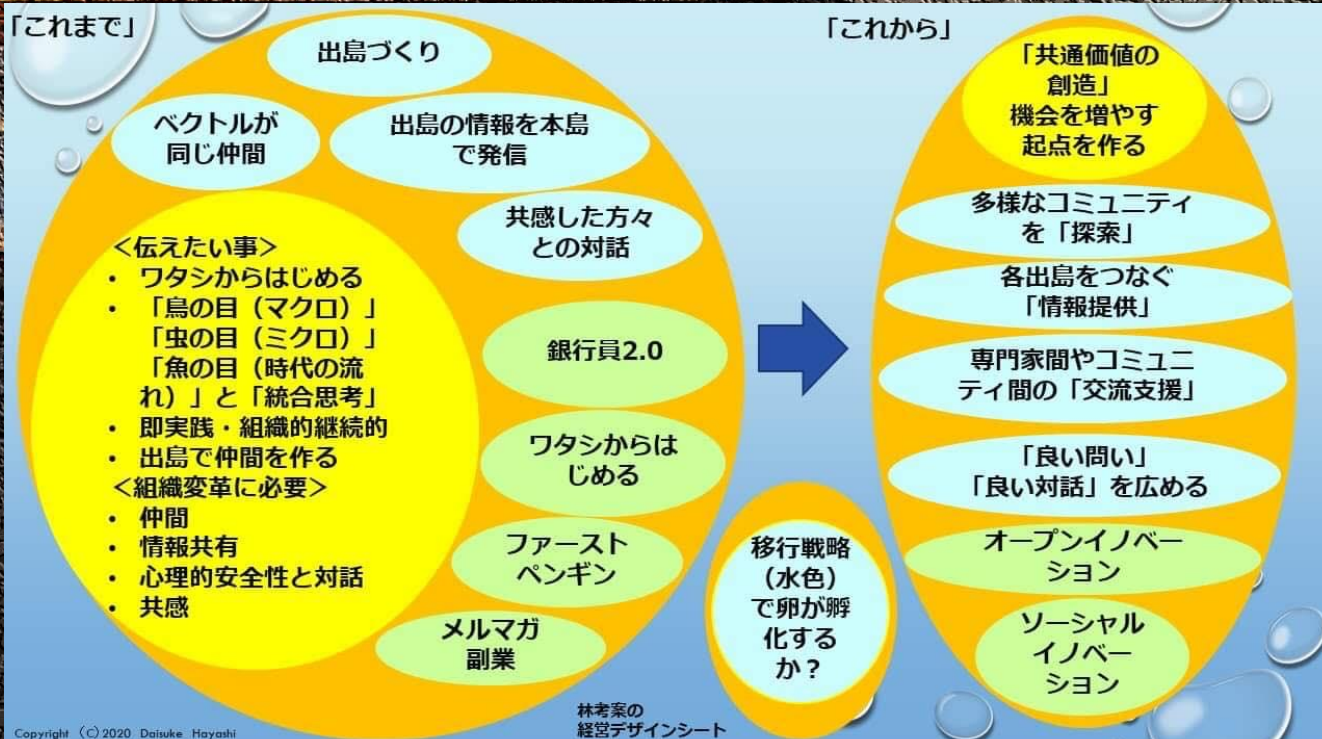 「これまで」
出島づくり
ベクトルが
同じ仲間
出島の情報を本島
で発信
共感した方々
との対話
<伝えたい事>
・ ワタシからはじめる
・ 「鳥の目（マクロ）」
「虫の目（ミクロ）」
「魚の目（時代の流
れ）」と「統合思考」
・ 即実践・組織的継続的
・ 出島で仲間を作る
<組織変革に必要>
・ 仲間
・ 情報共有
・ 心理的安全性と対話
・ 共感
銀行員2.0
ワタシからは
じめる
ファースト
ペンギン
メルマガ
副業
移行戦略
（水色）
で卵が孵
化する
か？
「これから」
「共通価値の
創造」
機会を増やす
起点を作る
多様なコミュニティ
を「探索」
各出島をつなぐ
「情報提供」
専門家間やコミュニ
ティ間の「交流支援」
「良い問い」
「良い対話」を広める
オープンイノベー
ション
ソーシャル
イノベー
ション
林考案の
経営デザインシート
Copyright (C)2020 Daisuke Hayashi